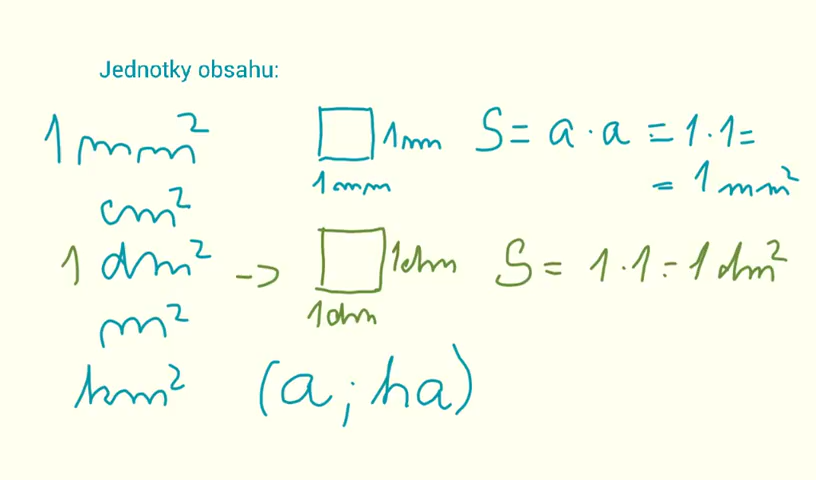 Jednotky obsahu:
1 mm² 1mm S = a · a = 1 · 1 =
1mm = 1 mm²
cm²
1 dm² -> 1dm S = 1 · 1 = 1 dm²
1dm
m²
km² (a ; ha)